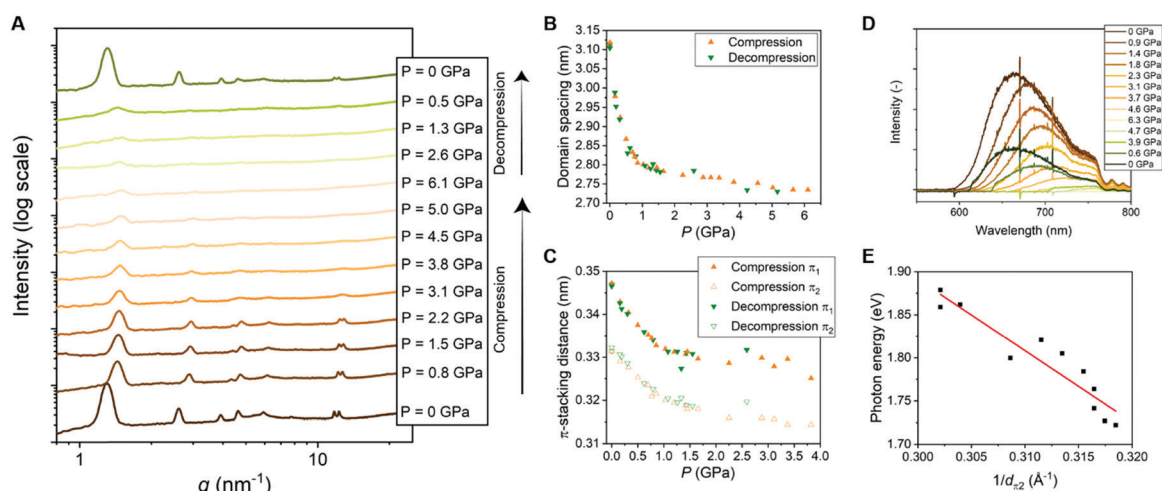 A
Intensity (log scale)
P = 0 GPa
P = 0.5 GPa
P = 1.3 GPa
P = 2.6 GPa
P = 6.1 GPa
P = 5.0 GPa
P = 4.5 GPa
P = 3.8 GPa
P = 3.1 GPa
P = 2.2 GPa
P = 1.5 GPa
P = 0.8 GPa
P = 0 GPa
Decompression
Compression
1 10
q (nm⁻¹)
B
Domain spacing (nm)
3.15
3.10
3.05
3.00
2.95
2.90
2.85
2.80
2.75
2.70
Compression
Decompression
0 1 2 3 4 5 6
P (GPa)
C
π-stacking distance (nm)
0.35
0.34
0.33
0.32
0.31
Compression π₁
Compression π₂
Decompression π₁
Decompression π₂
0.0 0.5 1.0 1.5 2.0 2.5 3.0 3.5 4.0
P (GPa)
D
Intensity (-)
0 GPa
0.9 GPa
1.4 GPa
1.8 GPa
2.3 GPa
3.1 GPa
3.7 GPa
4.6 GPa
6.3 GPa
4.7 GPa
3.9 GPa
0.6 GPa
0 GPa
600 700 800
Wavelength (nm)
E
Photon energy (eV)
1.90
1.85
1.80
1.75
1.70
0.300 0.305 0.310 0.315 0.320
1/dπ2 (Å⁻¹)